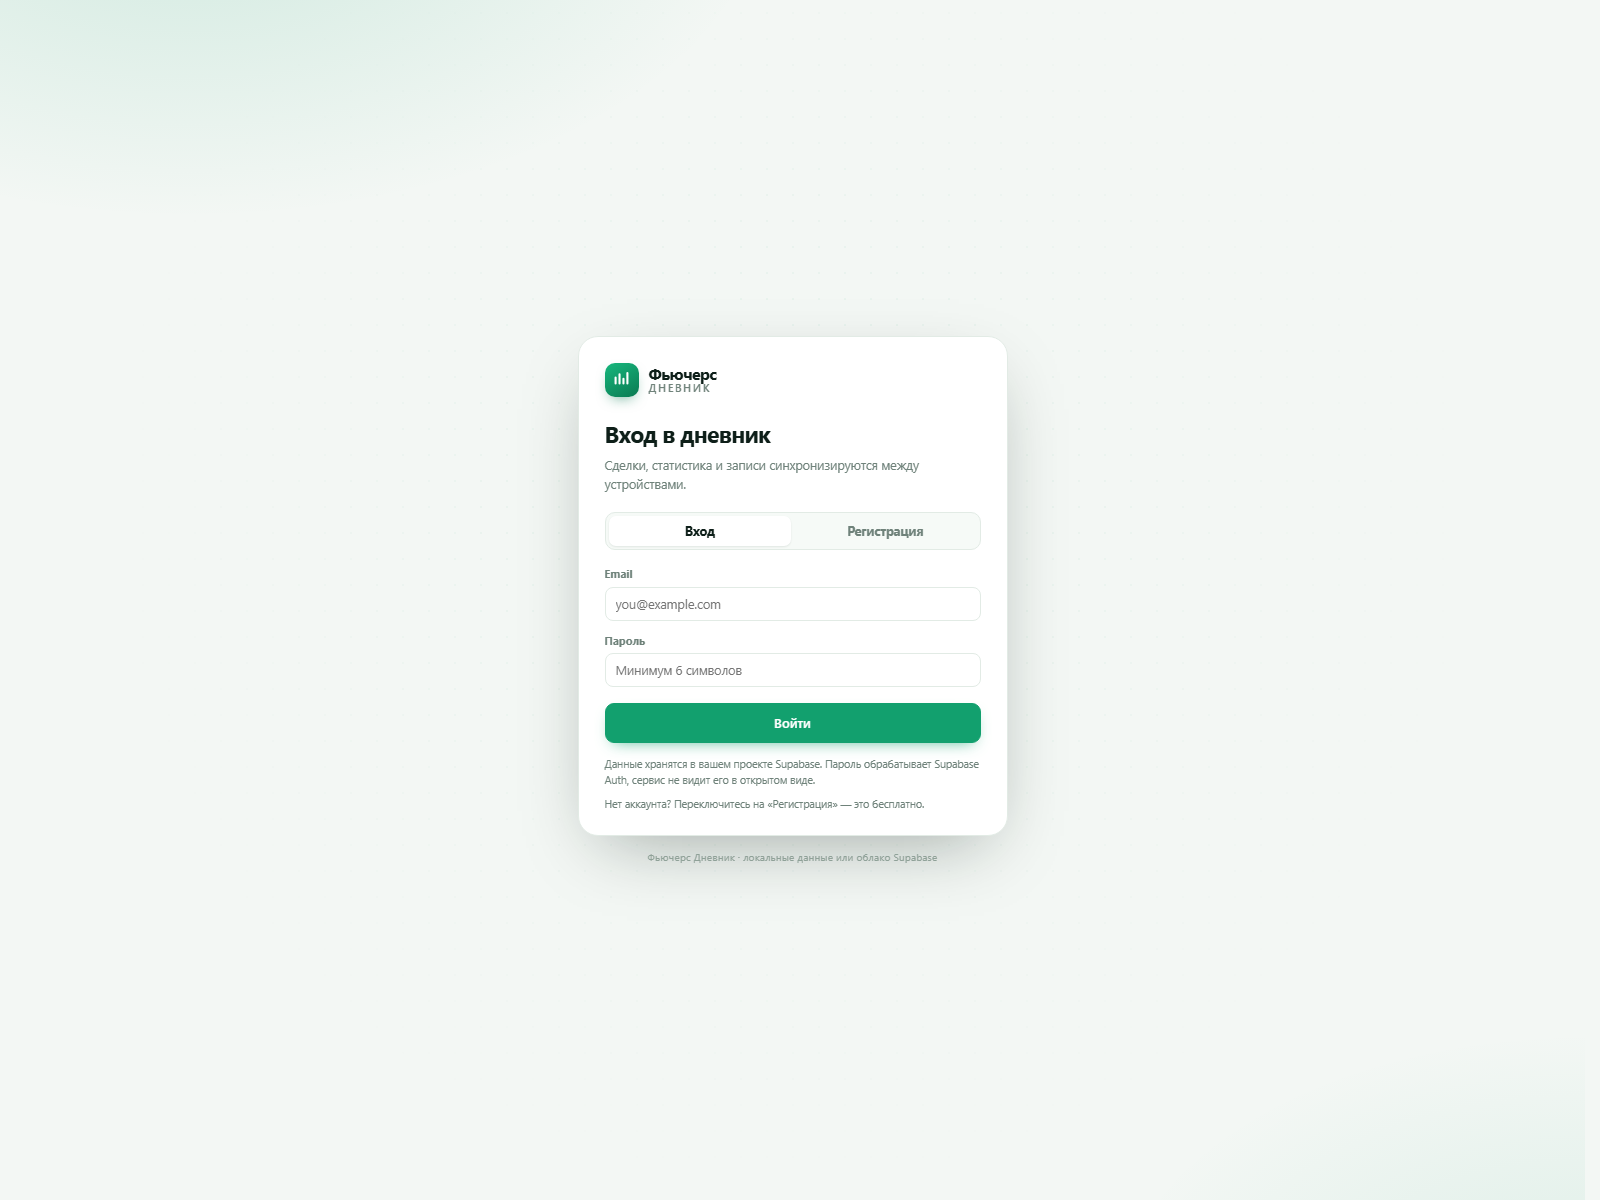 Фьючерс
ДНЕВНИК
Вход в дневник
Сделки, статистика и записи синхронизируются между
устройствами.
Вход
Регистрация
Email
you@example.com
Пароль
Минимум 6 символов
Войти
Данные хранятся в вашем проекте Supabase. Пароль обрабатывает Supabase
Auth, сервис не видит его в открытом виде.
Нет аккаунта? Переключитесь на «Регистрация» — это бесплатно.
Фьючерс Дневник · локальные данные или облако Supabase